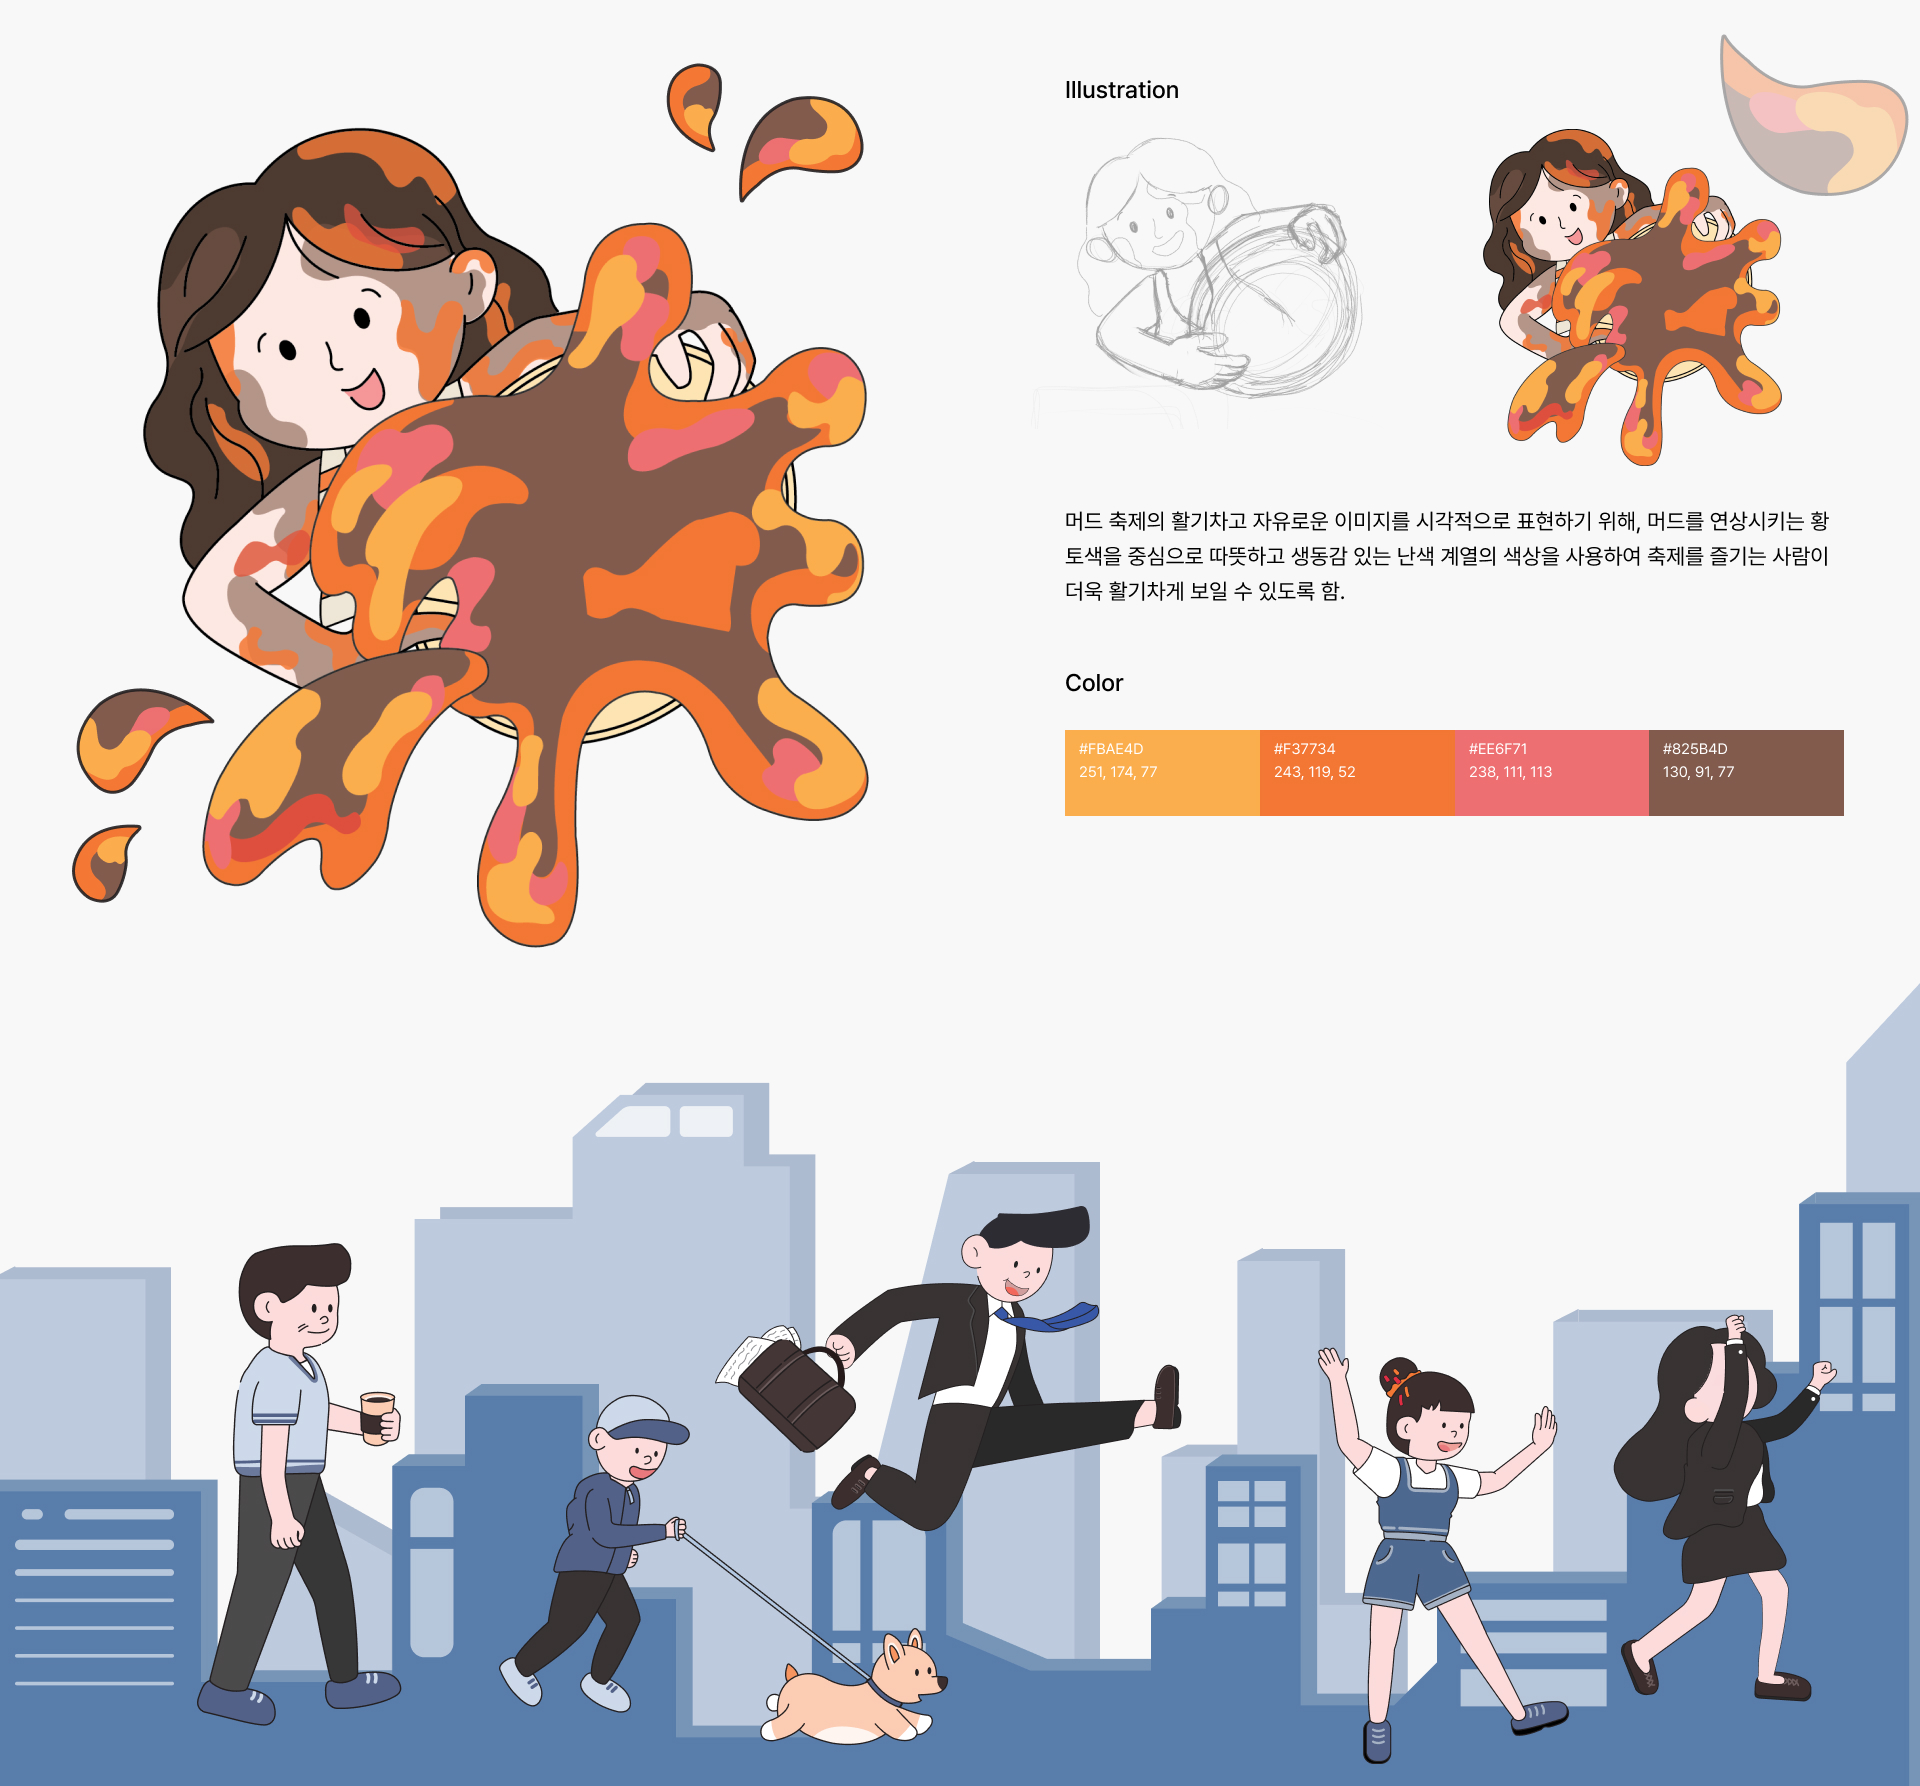 Illustration
머드 축제의 활기차고 자유로운 이미지를 시각적으로 표현하기 위해, 머드를 연상시키는 황
토색을 중심으로 따뜻하고 생동감 있는 난색 계열의 색상을 사용하여 축제를 즐기는 사람이
더욱 활기차게 보일 수 있도록 함.
Color
#FBAE4D
251, 174, 77
#F37734
243, 119, 52
#EE6F71
238, 111, 113
#825B4D
130, 91, 77